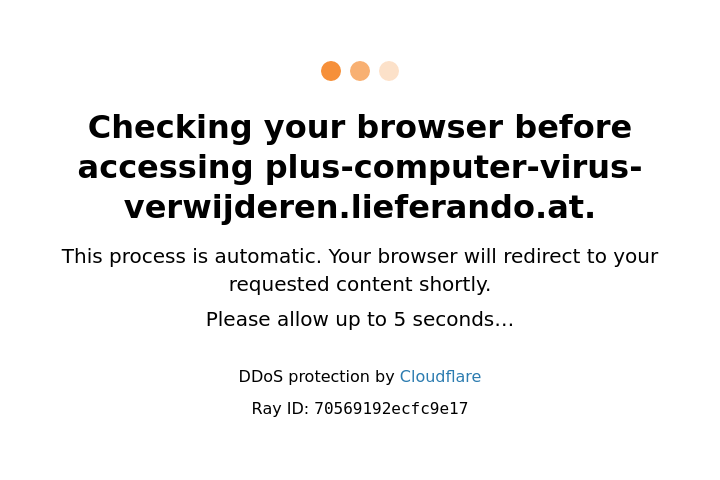 Checking your browser before
accessing plus-computer-virus-
verwijderen.lieferando.at.
This process is automatic. Your browser will redirect to your
requested content shortly.
Please allow up to 5 seconds…
DDoS protection by Cloudflare
Ray ID: 70569192ecfc9e17